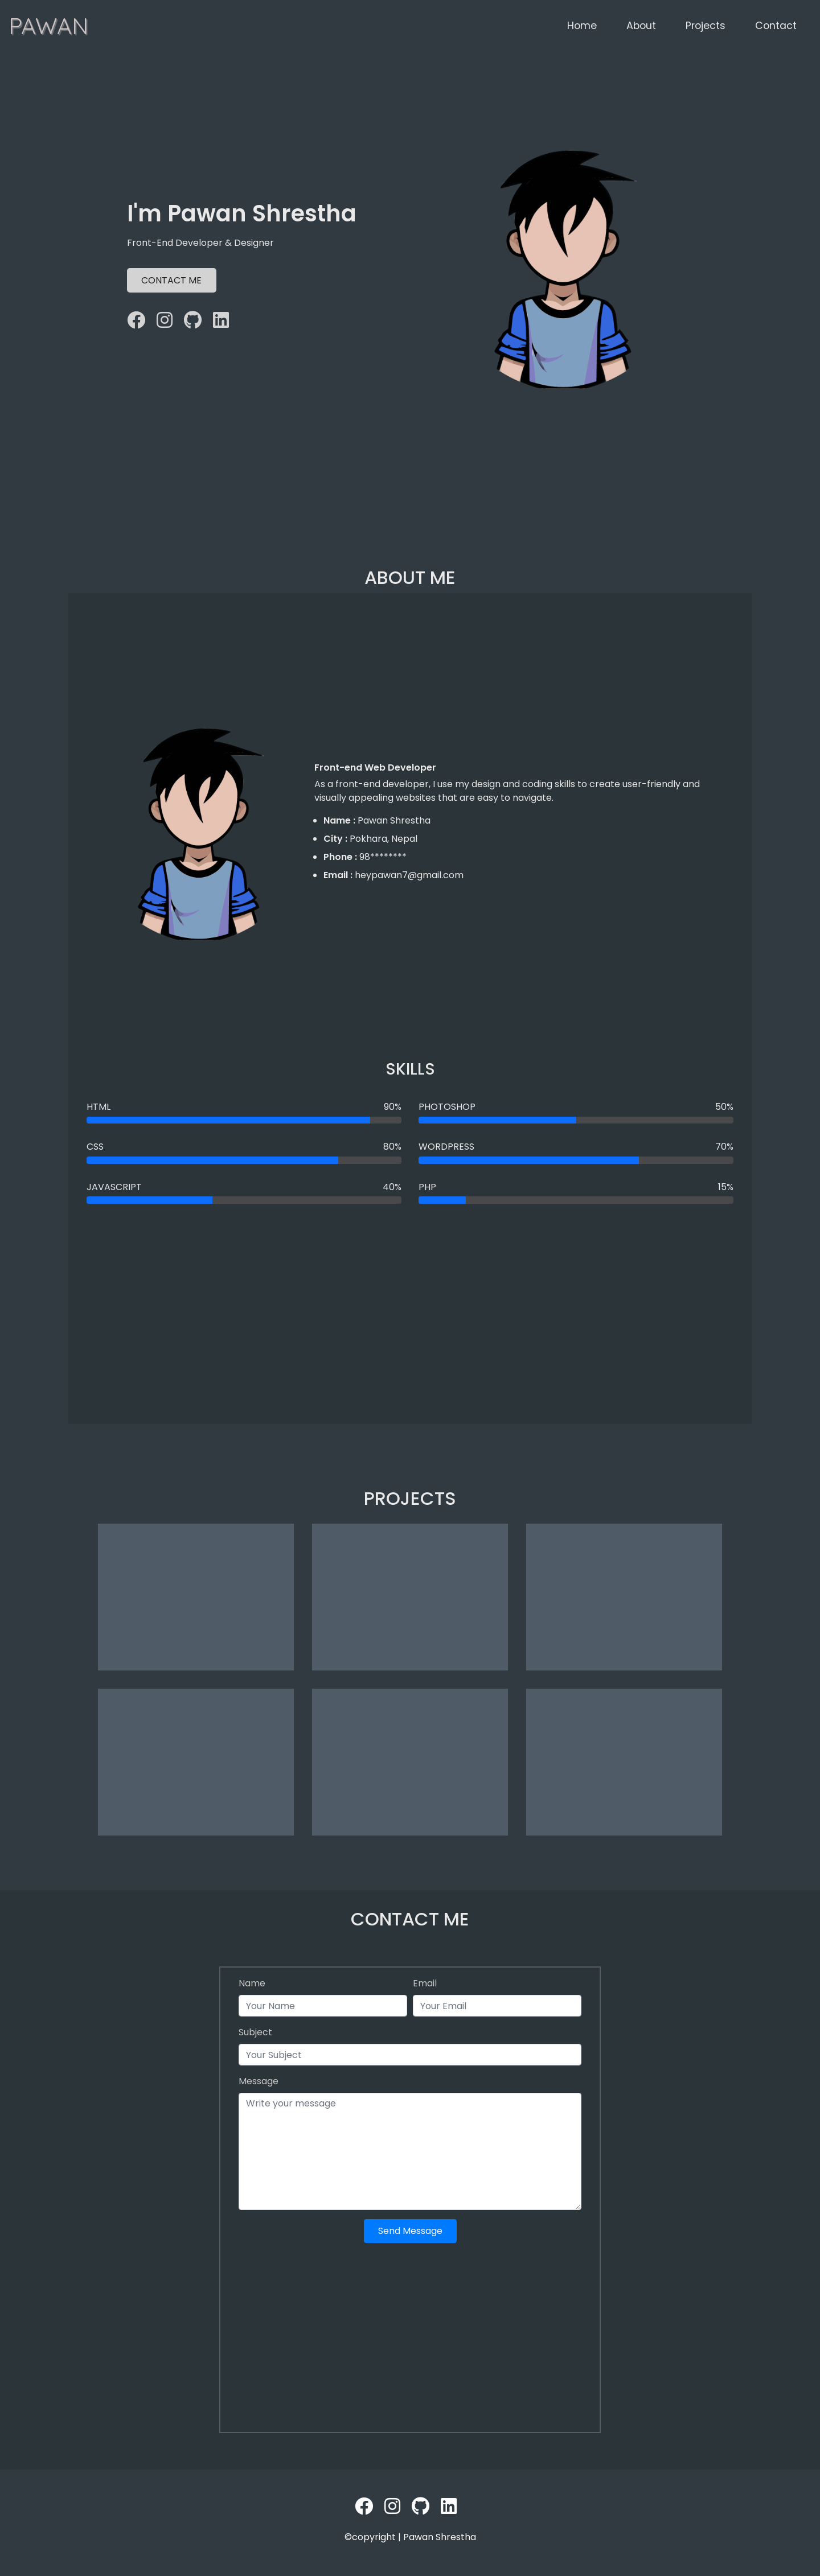 PAWAN
Home About Projects Contact
I'm Pawan Shrestha
Front-End Developer & Designer
CONTACT ME
ABOUT ME
Front-end Web Developer
As a front-end developer, I use my design and coding skills to create user-friendly and
visually appealing websites that are easy to navigate.
Name : Pawan Shrestha
City : Pokhara, Nepal
Phone : 98********
Email : heypawan7@gmail.com
SKILLS
HTML 90%
PHOTOSHOP 50%
CSS 80%
WORDPRESS 70%
JAVASCRIPT 40%
PHP 15%
PROJECTS
CONTACT ME
Name
Email
Your Name
Your Email
Subject
Your Subject
Message
Write your message
Send Message
©copyright | Pawan Shrestha